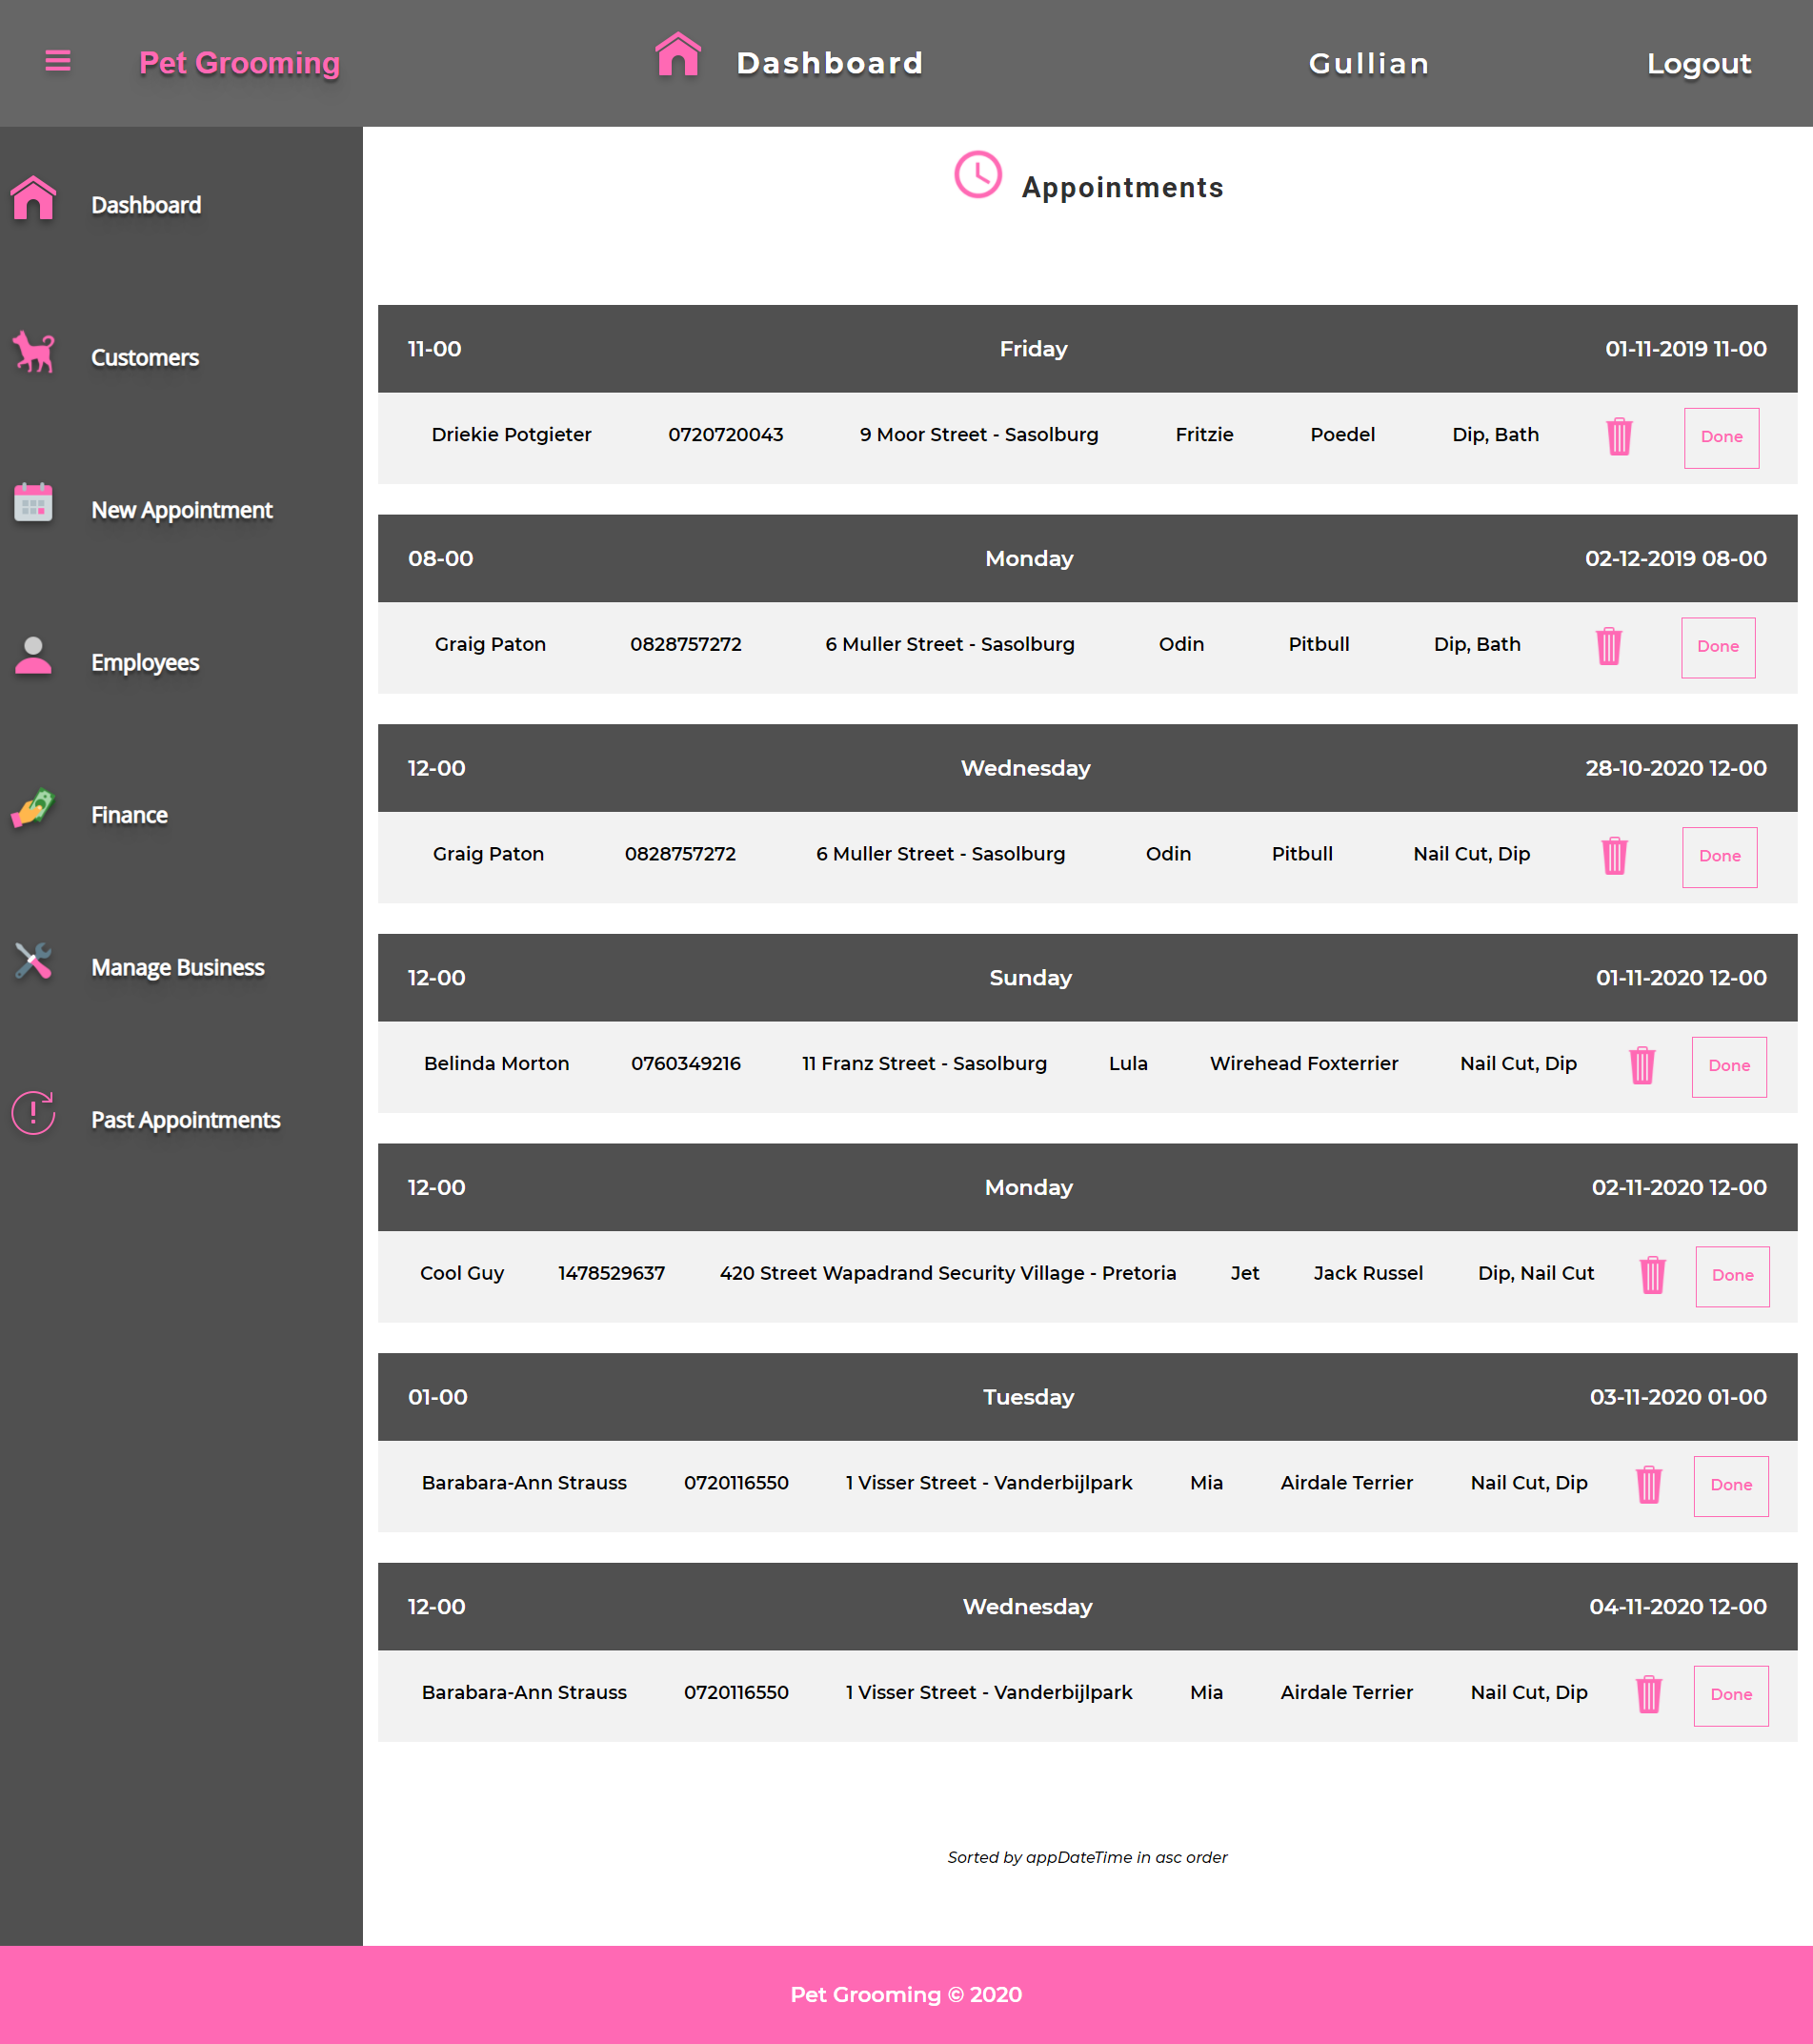 Pet Grooming Dashboard Gullian Logout
Dashboard
Customers
New Appointment
Employees
Finance
Manage Business
Past Appointments
Appointments
11-00 Friday 01-11-2019 11-00
Driekie Potgieter 0720720043 9 Moor Street - Sasolburg Fritzie Poedel Dip, Bath Done
08-00 Monday 02-12-2019 08-00
Graig Paton 0828757272 6 Muller Street - Sasolburg Odin Pitbull Dip, Bath Done
12-00 Wednesday 28-10-2020 12-00
Graig Paton 0828757272 6 Muller Street - Sasolburg Odin Pitbull Nail Cut, Dip Done
12-00 Sunday 01-11-2020 12-00
Belinda Morton 0760349216 11 Franz Street - Sasolburg Lula Wirehead Foxterrier Nail Cut, Dip Done
12-00 Monday 02-11-2020 12-00
Cool Guy 1478529637 420 Street Wapadrand Security Village - Pretoria Jet Jack Russel Dip, Nail Cut Done
01-00 Tuesday 03-11-2020 01-00
Barabara-Ann Strauss 0720116550 1 Visser Street - Vanderbijlpark Mia Airdale Terrier Nail Cut, Dip Done
12-00 Wednesday 04-11-2020 12-00
Barabara-Ann Strauss 0720116550 1 Visser Street - Vanderbijlpark Mia Airdale Terrier Nail Cut, Dip Done
Sorted by appDateTime in asc order
Pet Grooming © 2020